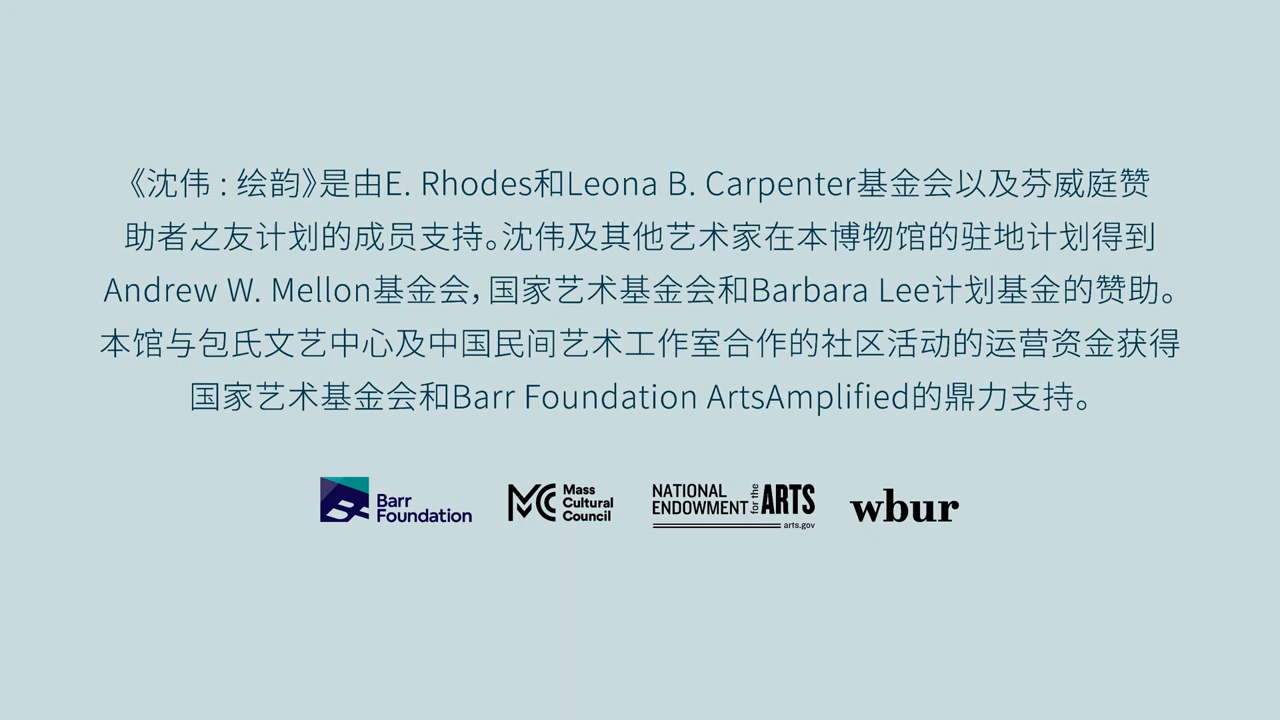 《沈伟 : 绘韵》是由E. Rhodes和Leona B. Carpenter基金会以及芬威庭赞
助者之友计划的成员支持。沈伟及其他艺术家在本博物馆的驻地计划得到
Andrew W. Mellon基金会，国家艺术基金会和Barbara Lee计划基金的赞助。
本馆与包氏文艺中心及中国民间艺术工作室合作的社区活动的运营资金获得
国家艺术基金会和Barr Foundation ArtsAmplified的鼎力支持。
Barr
Foundation
MCC
Mass
Cultural
Council
NATIONAL
ENDOWMENT
for the
ARTS
arts.gov
wbur